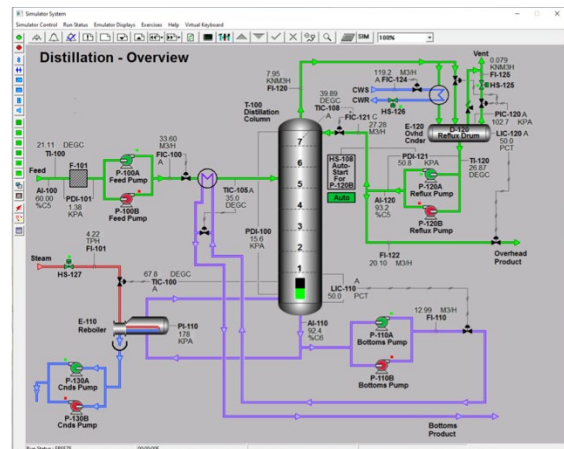 Simulator System
Simulator Control Run Status Emulator Displays Exercises Help Virtual Keyboard
SIM
100%
Distillation - Overview
7.95
KNM3H
FI-120
T-100
Distillation
Column
39.89
DEGC
TIC-108
A
FIC-121 C
27.28
M3/H
119.2 M3/H
FIC-124
A
CWS
CWR
HS-126
E-120
Ovhd
Cndsr
Vent
0.079
KNM3H
FI-125
HS-125
PIC-120
A
102.7 KPA
D-120
Reflux Drum
LIC-120
A
50.0
PCT
21.11 DEGC
TI-100
Feed
F-101
AI-100
60.00
%C5
PDI-101
1.38
KPA
P-100A
Feed Pump
P-100B
Feed Pump
33.60
M3/H
FIC-100
A
TIC-105 A
35.0
DEGC
PDI-100
15.6
KPA
7
6
5
4
3
2
1
HS-108
Auto-
Start
For
P-120B
Auto
PDI-121
50.8 KPA
AI-120
93.2
%C5
P-120A
Reflux Pump
P-120B
Reflux Pump
TI-120
26.87
DEGC
FI-122
20.10 M3/H
Overhead
Product
4.22
TPH
FI-101
Steam
HS-127
67.8 DEGC
TIC-100
A
E-110
Reboiler
PI-110
178
KPA
A
LIC-110
50.0
PCT
AI-110
92.4
%C6
12.99 M3/H
FI-110
P-110A
Bottoms Pump
P-110B
Bottoms Pump
P-130A
Cnds Pump
P-130B
Cnds Pump
Bottoms
Product